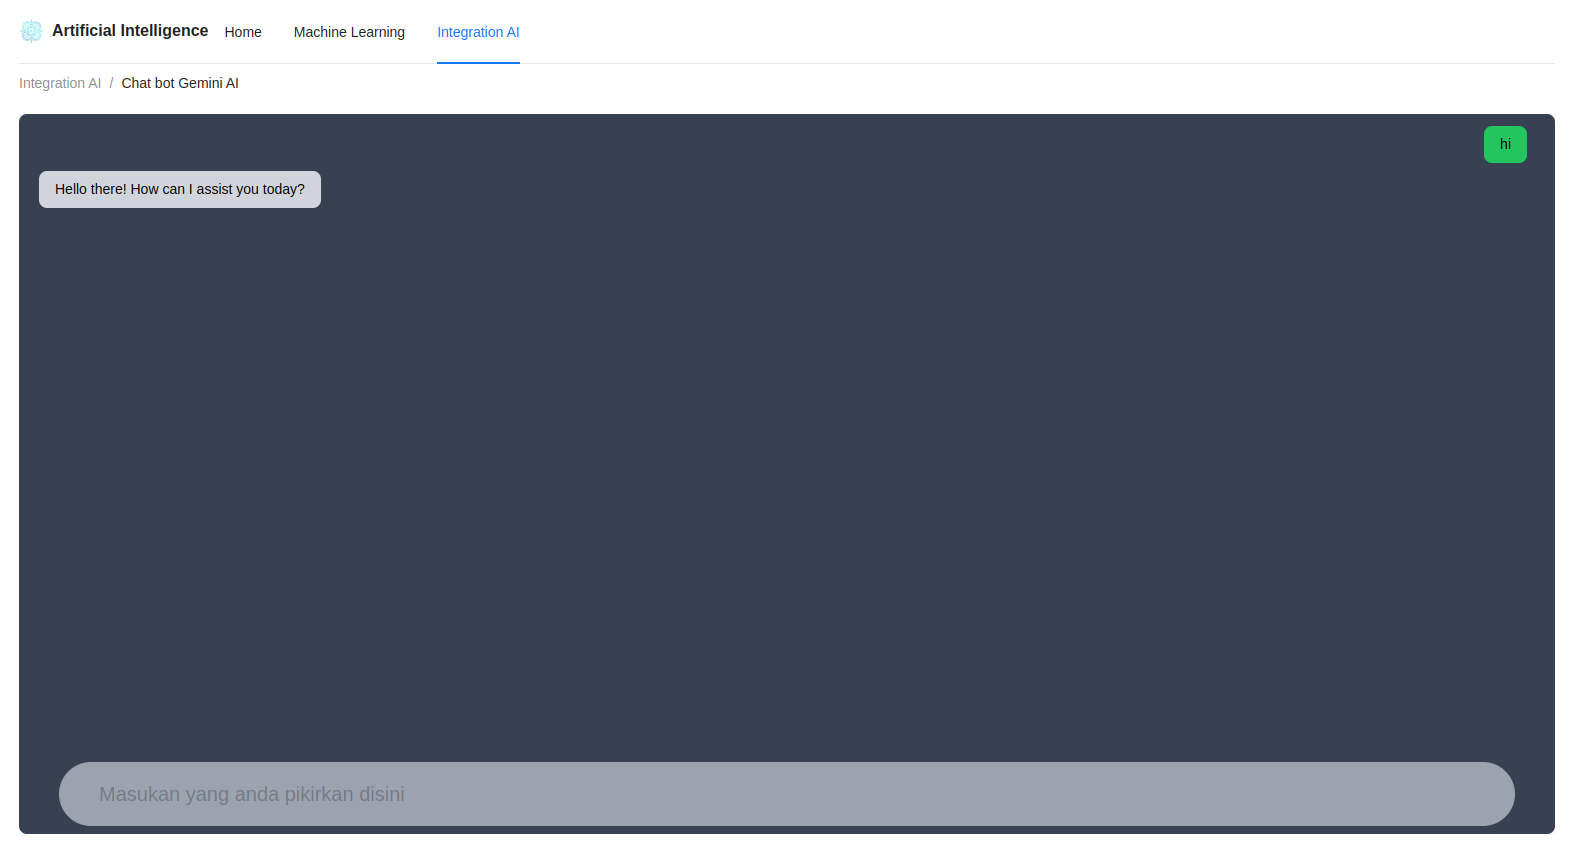 Artificial Intelligence Home Machine Learning Integration AI
Integration AI / Chat bot Gemini AI
hi
Hello there! How can I assist you today?
Masukan yang anda pikirkan disini